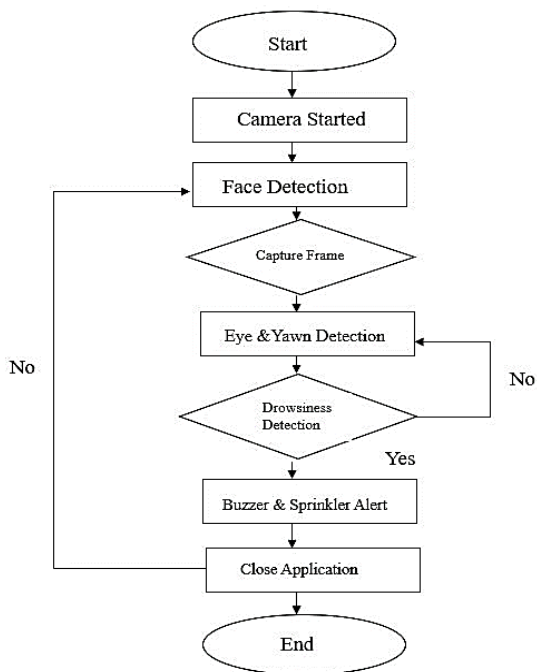 Start
Camera Started
Face Detection
Capture Frame
Eye &Yawn Detection
No
No
Drowsiness
Detection
Yes
Buzzer & Sprinkler Alert
Close Application
End